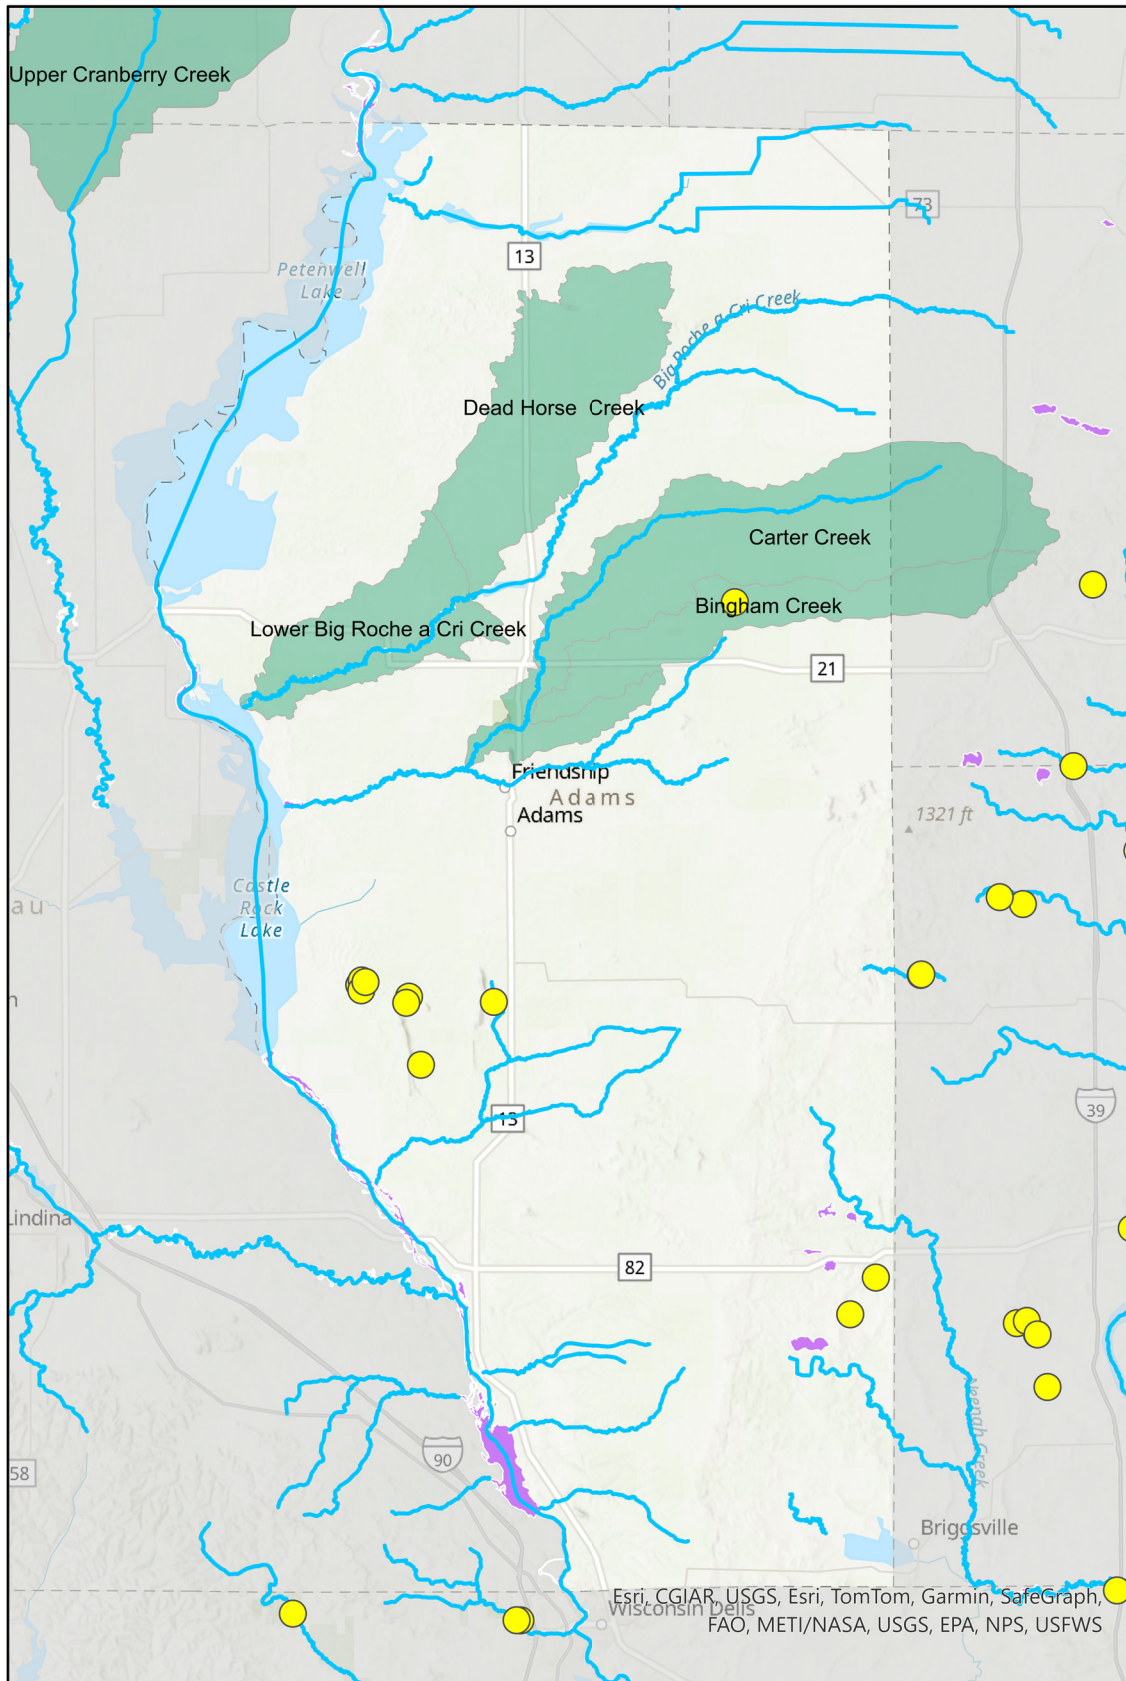 Upper Cranberry Creek
73
13
Petenwell
Lake
Big Roche a Cri Creek
Dead Horse Creek
Carter Creek
Bingham Creek
Lower Big Roche a Cri Creek
21
Friendship
Adams
Adams
1321 ft
Castle
Rock
Lake
au
n
39
13
Lindina
82
Neenah Creek
90
58
Briggsville
Wisconsin Dells
Esri, CGIAR, USGS, Esri, TomTom, Garmin, SafeGraph,
FAO, METI/NASA, USGS, EPA, NPS, USFWS